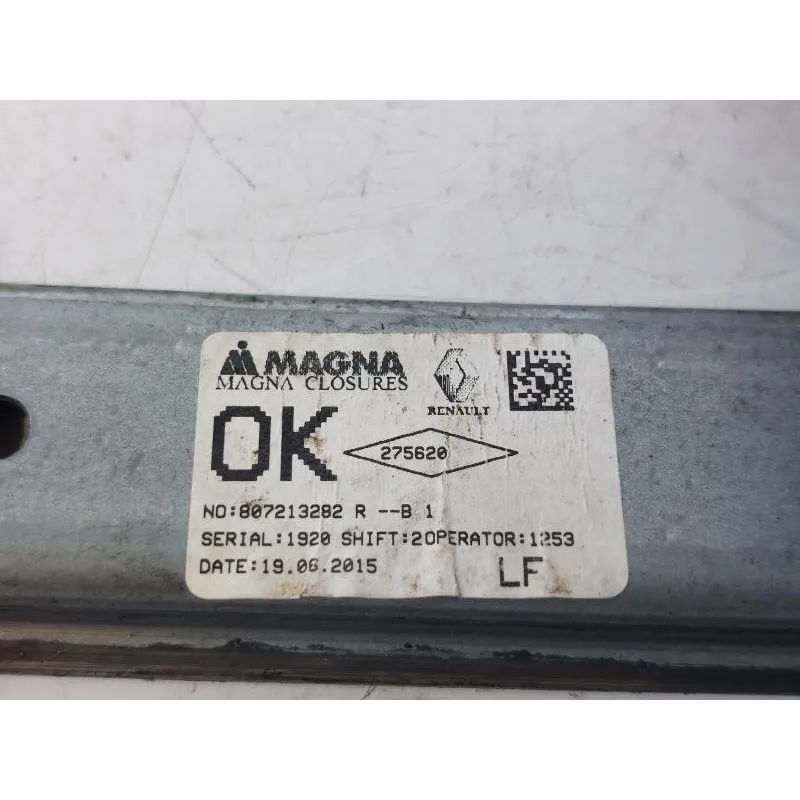 MAGNA
MAGNA CLOSURES
RENAULT
OK
275620
NO:807213282 R --B 1
SERIAL:1920 SHIFT:2OPERATOR:1253
DATE:19.06.2015
LF